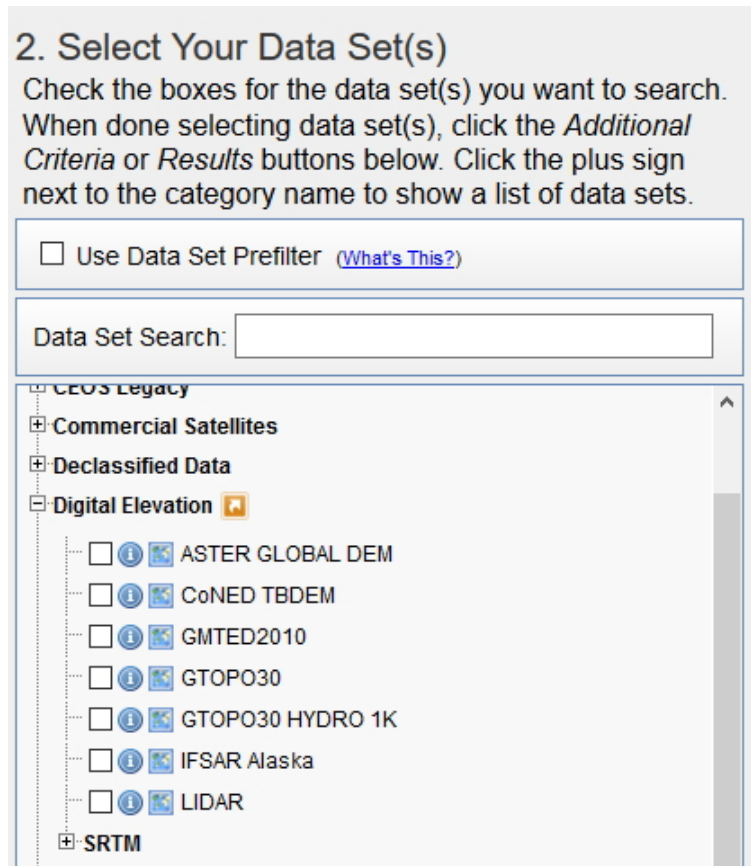 2. Select Your Data Set(s)
Check the boxes for the data set(s) you want to search.
When done selecting data set(s), click the Additional
Criteria or Results buttons below. Click the plus sign
next to the category name to show a list of data sets.
Use Data Set Prefilter (What's This?)
Data Set Search:
CEOS Legacy
Commercial Satellites
Declassified Data
Digital Elevation
ASTER GLOBAL DEM
CoNED TBDEM
GMTED2010
GTOPO30
GTOPO30 HYDRO 1K
IFSAR Alaska
LIDAR
SRTM